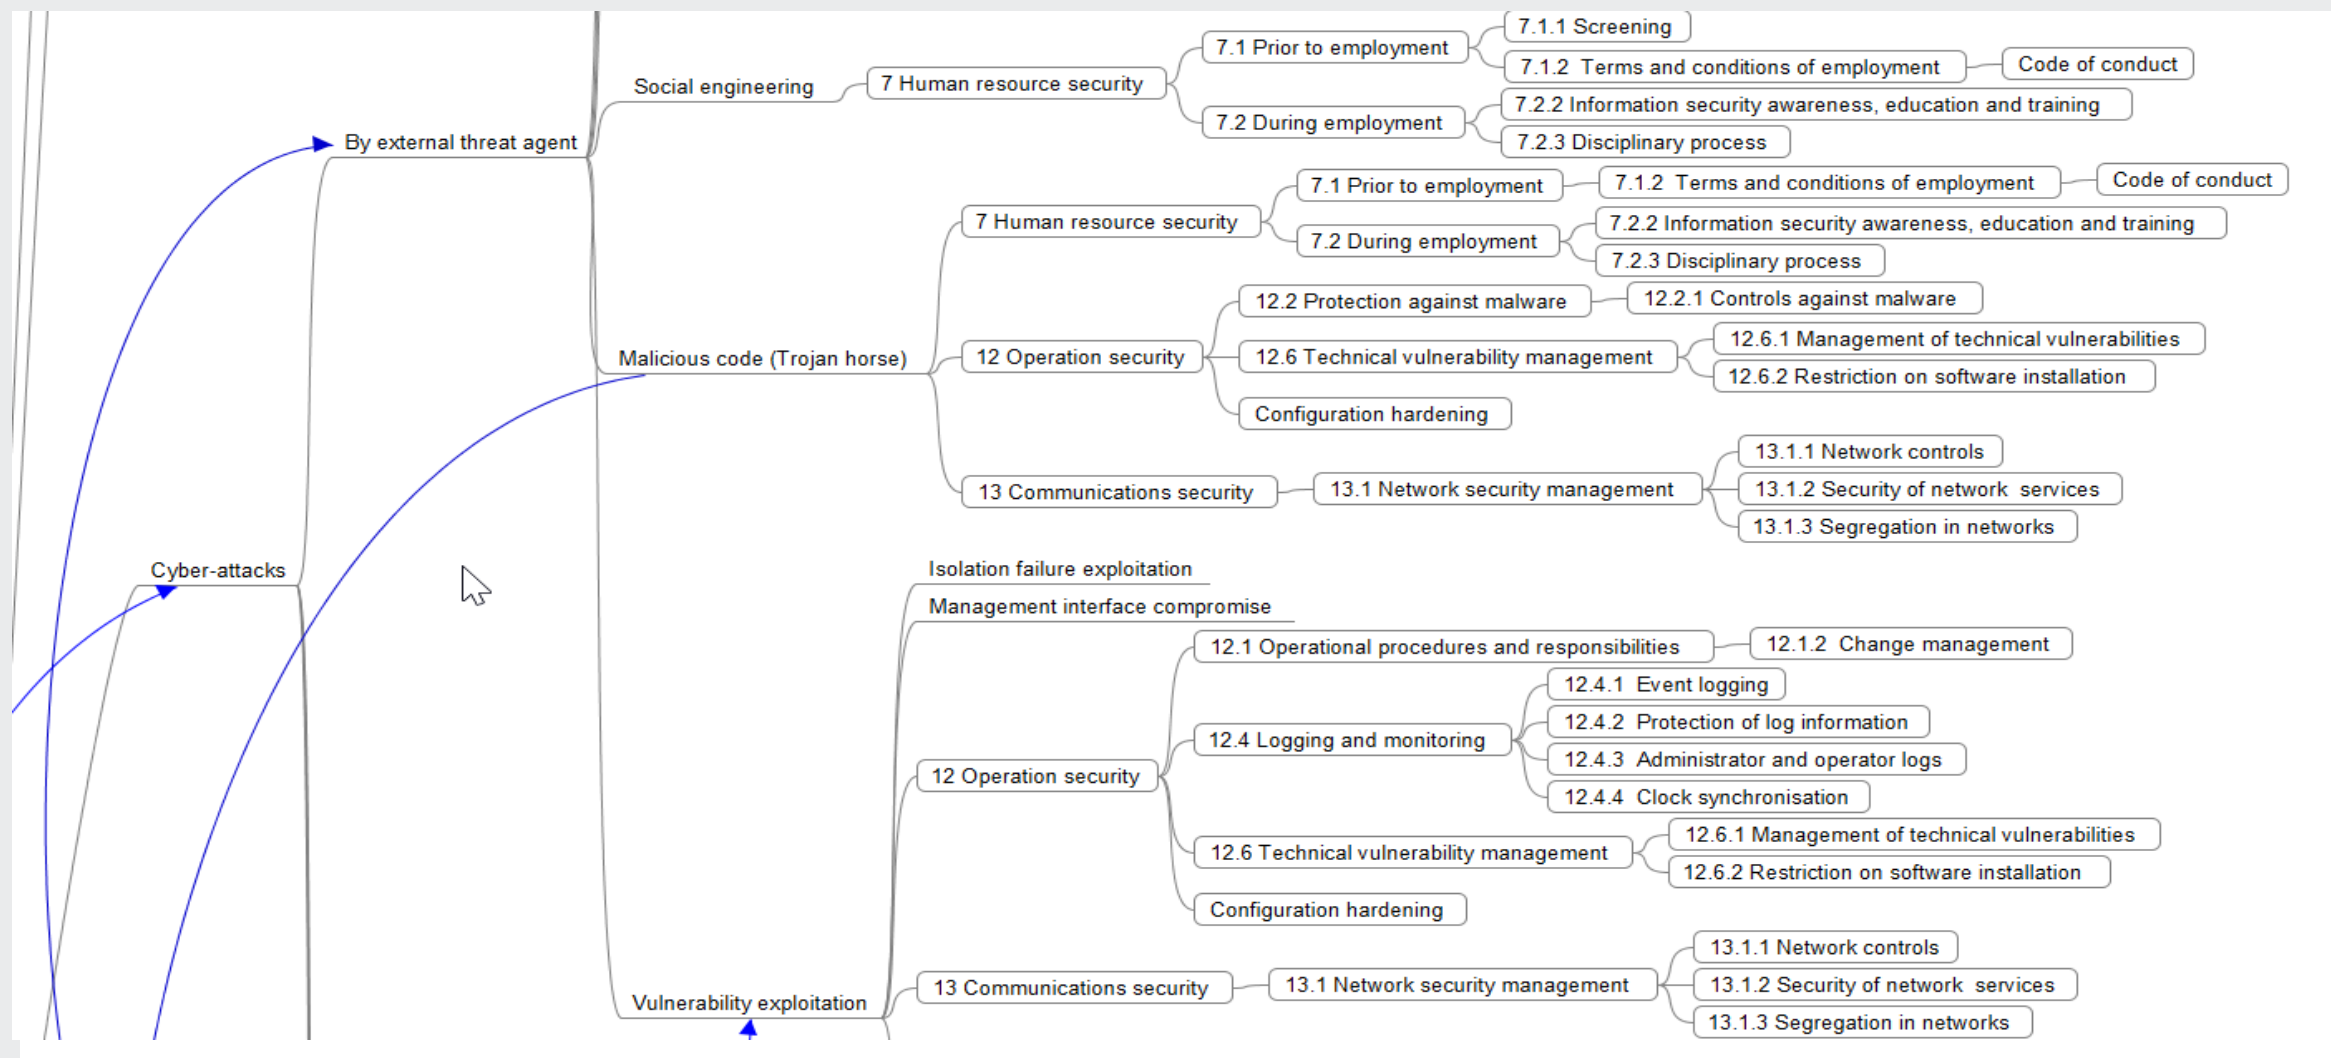 7.1.1 Screening
7.1 Prior to employment
7.1.2  Terms and conditions of employment
Code of conduct
Social engineering
7 Human resource security
7.2.2 Information security awareness, education and training
7.2 During employment
7.2.3 Disciplinary process
By external threat agent
7.1 Prior to employment
7.1.2  Terms and conditions of employment
Code of conduct
7 Human resource security
7.2.2 Information security awareness, education and training
7.2 During employment
7.2.3 Disciplinary process
12.2 Protection against malware
12.2.1 Controls against malware
Malicious code (Trojan horse)
12 Operation security
12.6 Technical vulnerability management
12.6.1 Management of technical vulnerabilities
12.6.2 Restriction on software installation
Configuration hardening
13.1.1 Network controls
13 Communications security
13.1 Network security management
13.1.2 Security of network  services
13.1.3 Segregation in networks
Cyber-attacks
Isolation failure exploitation
Management interface compromise
12.1 Operational procedures and responsibilities
12.1.2  Change management
12.4.1  Event logging
12.4.2  Protection of log information
12.4 Logging and monitoring
12.4.3  Administrator and operator logs
12 Operation security
12.4.4  Clock synchronisation
12.6.1 Management of technical vulnerabilities
12.6 Technical vulnerability management
12.6.2 Restriction on software installation
Configuration hardening
13.1.1 Network controls
13 Communications security
13.1 Network security management
13.1.2 Security of network  services
Vulnerability exploitation
13.1.3 Segregation in networks